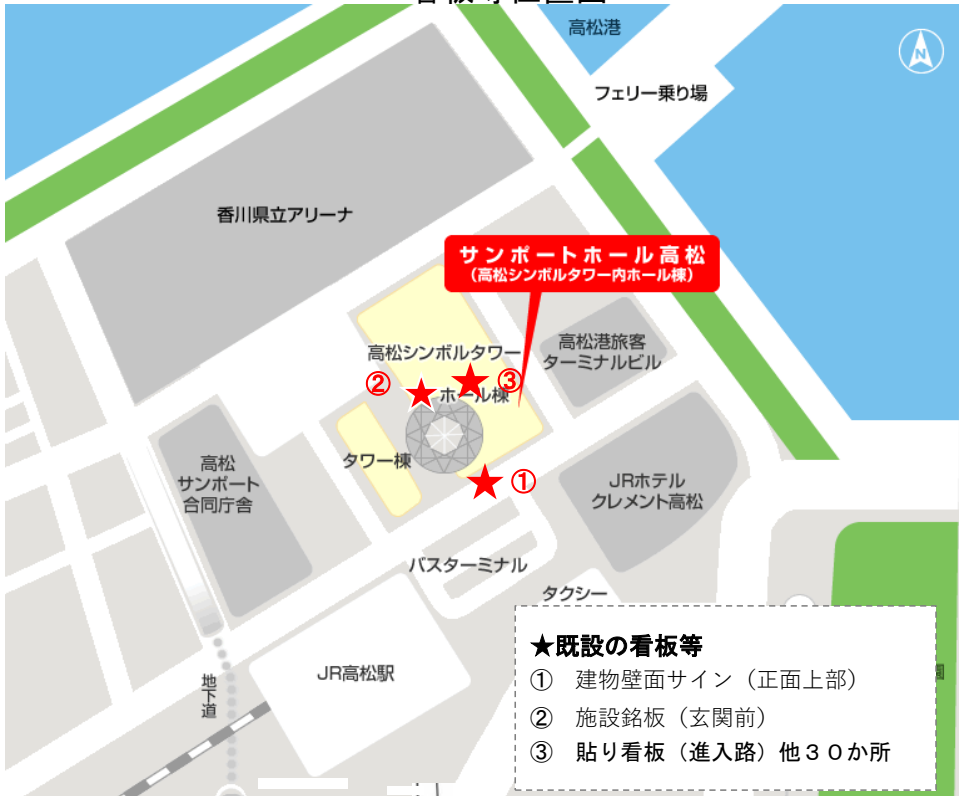 高松港
N
フェリー乗り場
香川県立アリーナ
サンポートホール高松
(高松シンボルタワー内ホール棟)
高松港旅客
ターミナルビル
高松シンボルタワー
②
③
ホール棟
タワー棟
高松
サンポート
合同庁舎
①
JRホテル
クレメント高松
バスターミナル
タクシー
JR高松駅
地下道
★既設の看板等
① 建物壁面サイン（正面上部）
② 施設銘板（玄関前）
③ 貼り看板（進入路）他３０か所